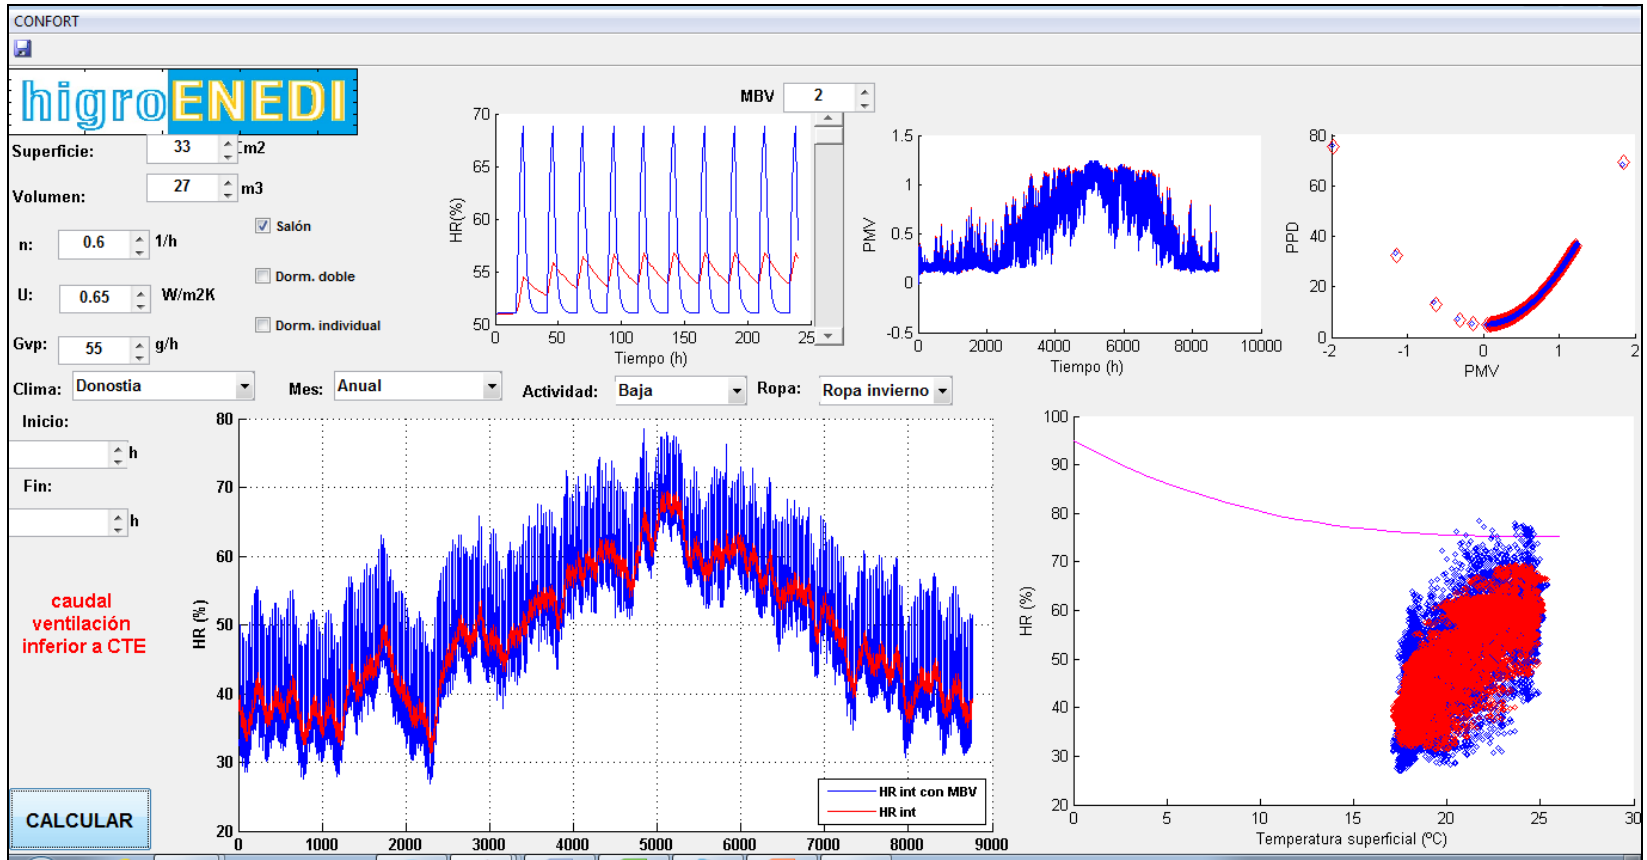 CONFORT
higroENEDI
MBV 2
Superficie: 33 m2
Volumen: 27 m3
n: 0.6 1/h
U: 0.65 W/m2K
Gvp: 55 g/h
Salón
Dorm. doble
Dorm. individual
70
65
60
55
50
HR(%)
0 50 100 150 200 25
Tiempo (h)
1.5
1
0.5
0
-0.5
PMV
0 2000 4000 6000 8000 10000
Tiempo (h)
80
60
40
20
0
PPD
-2 -1 0 1 2
PMV
Clima: Donostia Mes: Anual Actividad: Baja Ropa: Ropa invierno
Inicio:
h
Fin:
h
caudal
ventilación
inferior a CTE
CALCULAR
80
70
60
50
40
30
20
HR (%)
0 1000 2000 3000 4000 5000 6000 7000 8000 9000
HR int con MBV
HR int
100
90
80
70
60
50
40
30
20
HR (%)
0 5 10 15 20 25 30
Temperatura superficial (ºC)